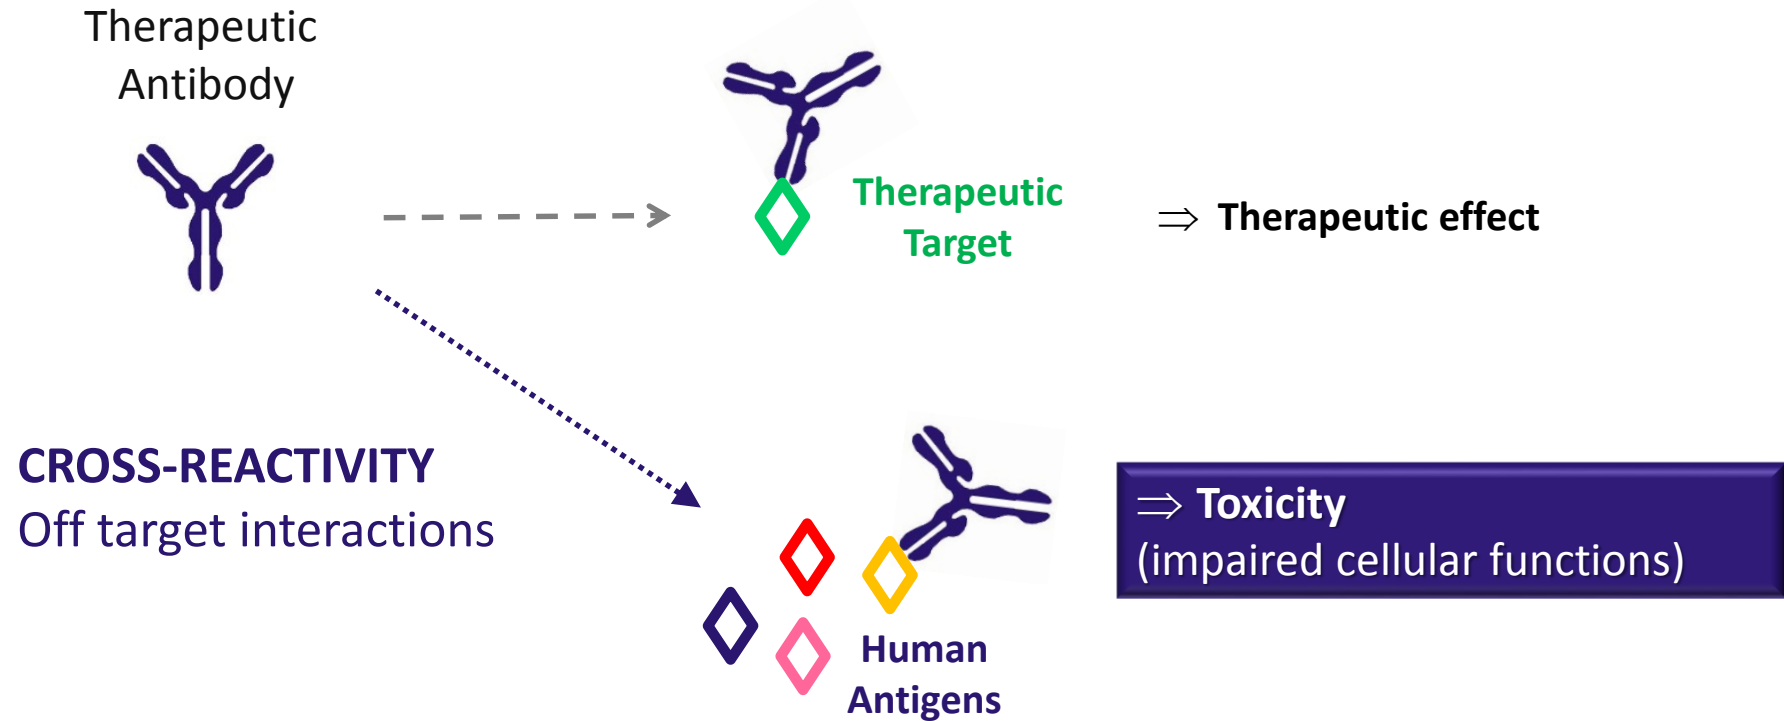 Therapeutic
Antibody
Therapeutic
Target
⇒ Therapeutic effect
CROSS-REACTIVITY
Off target interactions
⇒ Toxicity
(impaired cellular functions)
Human
Antigens